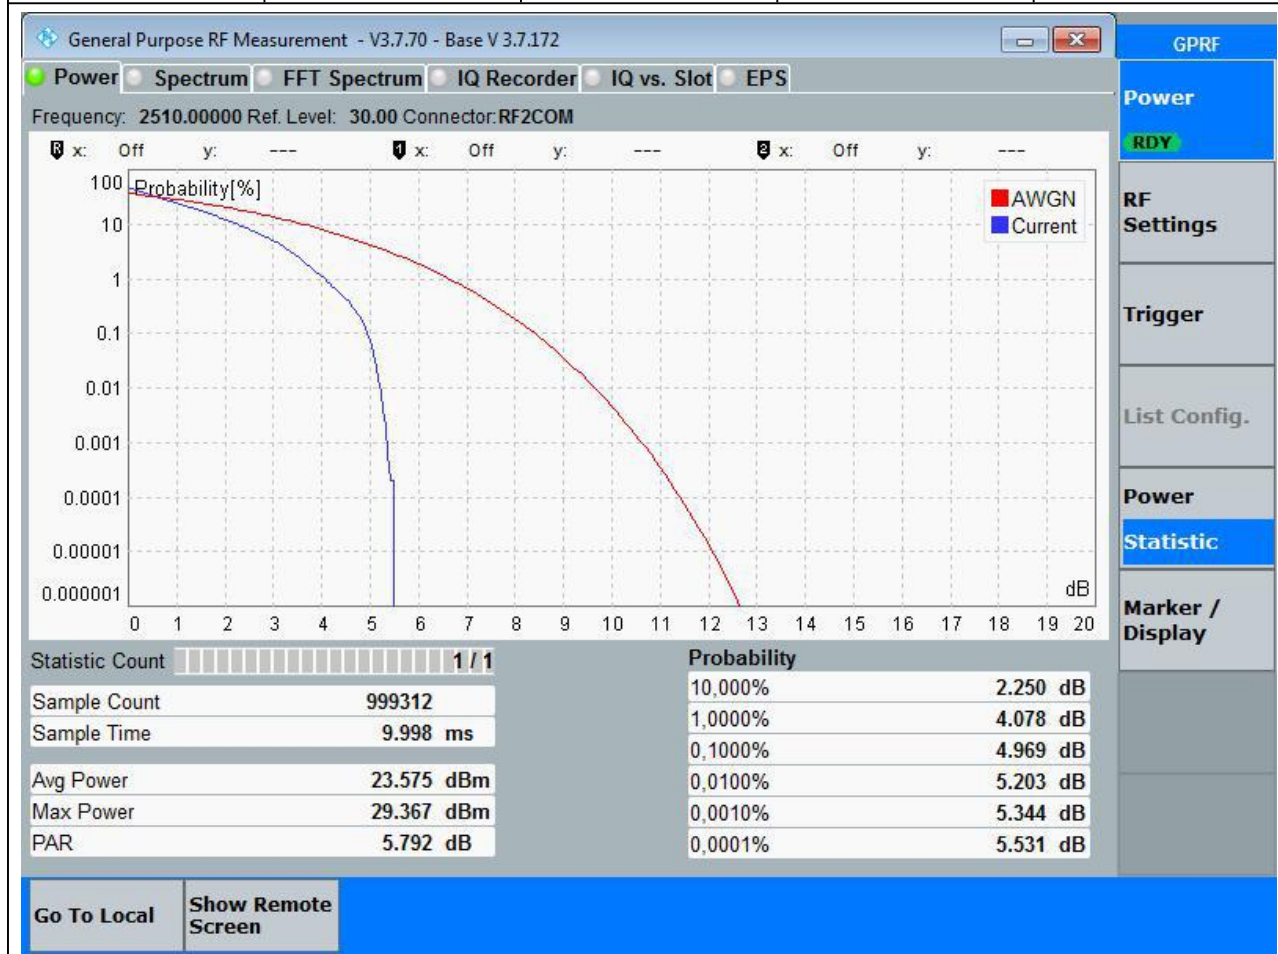 General Purpose RF Measurement - V3.7.70 - Base V 3.7.172
GPRF
Power Spectrum FFT Spectrum IQ Recorder IQ vs. Slot EPS
Frequency: 2510.00000 Ref. Level: 30.00 Connector: RF2COM
R x: Off y: --- 1 x: Off y: --- 2 x: Off y: ---
Probability[%]
AWGN
Current
100
10
1
0.1
0.01
0.001
0.0001
0.00001
0.000001
dB
0 1 2 3 4 5 6 7 8 9 10 11 12 13 14 15 16 17 18 19 20
Statistic Count 1 / 1
Sample Count 999312
Sample Time 9.998 ms
Avg Power 23.575 dBm
Max Power 29.367 dBm
PAR 5.792 dB
Probability
10,000% 2.250 dB
1,0000% 4.078 dB
0,1000% 4.969 dB
0,0100% 5.203 dB
0,0010% 5.344 dB
0,0001% 5.531 dB
Power
RDY
RF
Settings
Trigger
List Config.
Power
Statistic
Marker /
Display
Go To Local
Show Remote
Screen